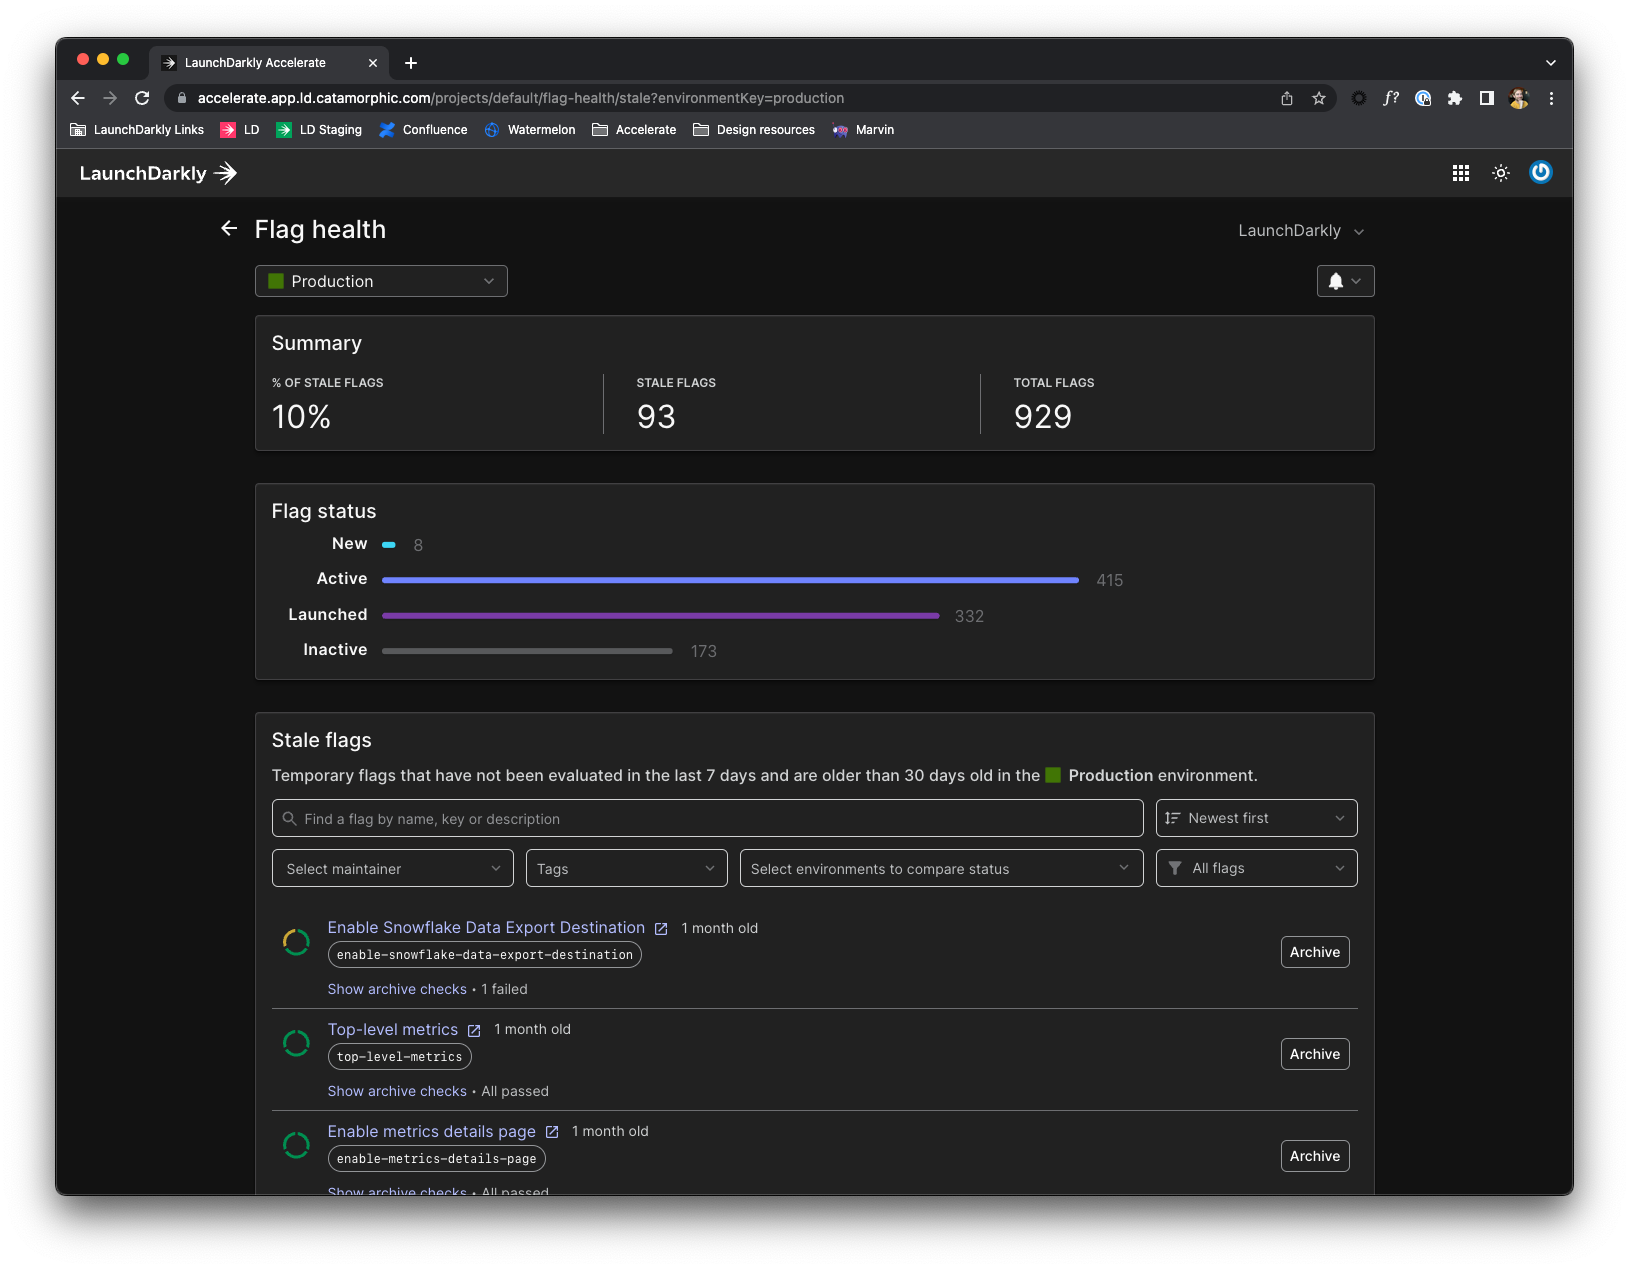 LaunchDarkly Accelerate
accelerate.app.ld.catamorphic.com/projects/default/flag-health/stale?environmentKey=production
f?
LaunchDarkly Links LD LD Staging Confluence Watermelon Accelerate Design resources Marvin
LaunchDarkly
Flag health
LaunchDarkly
Production
Summary
% OF STALE FLAGS STALE FLAGS TOTAL FLAGS
10% 93 929
Flag status
New 8
Active 415
Launched 332
Inactive 173
Stale flags
Temporary flags that have not been evaluated in the last 7 days and are older than 30 days old in the Production environment.
Find a flag by name, key or description Newest first
Select maintainer Tags Select environments to compare status All flags
Enable Snowflake Data Export Destination 1 month old
enable-snowflake-data-export-destination
Archive
Show archive checks • 1 failed
Top-level metrics 1 month old
top-level-metrics
Archive
Show archive checks • All passed
Enable metrics details page 1 month old
enable-metrics-details-page
Archive
Show archive checks • All passed